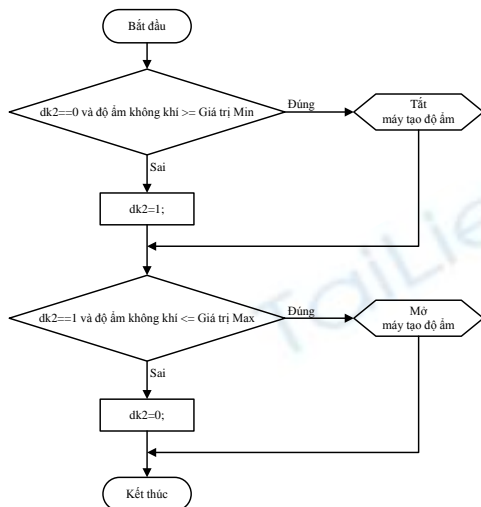 Bắt đầu
dk2==0 và độ ẩm không khí >= Giá trị Min
Đúng
Tắt
máy tạo độ ẩm
Sai
dk2=1;
dk2==1 và độ ẩm không khí <= Giá trị Max
Đúng
Mở
máy tạo độ ẩm
Sai
dk2=0;
Kết thúc
TaiLie